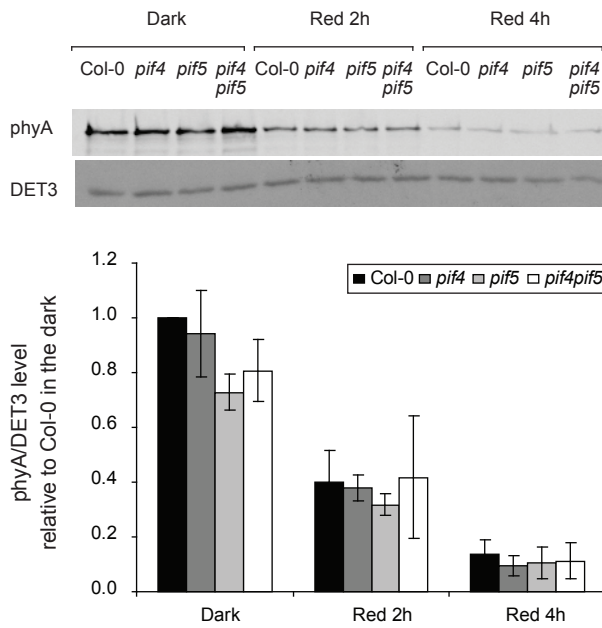 Dark Red 2h Red 4h
Col-0 pif4 pif5 pif4 pif5 Col-0 pif4 pif5 pif4 pif5 Col-0 pif4 pif5 pif4 pif5
phyA
DET3
phyA/DET3 level
relative to Col-0 in the dark
1.2
1.0
0.8
0.6
0.4
0.2
0.0
Col-0 pif4 pif5 pif4pif5
Dark Red 2h Red 4h